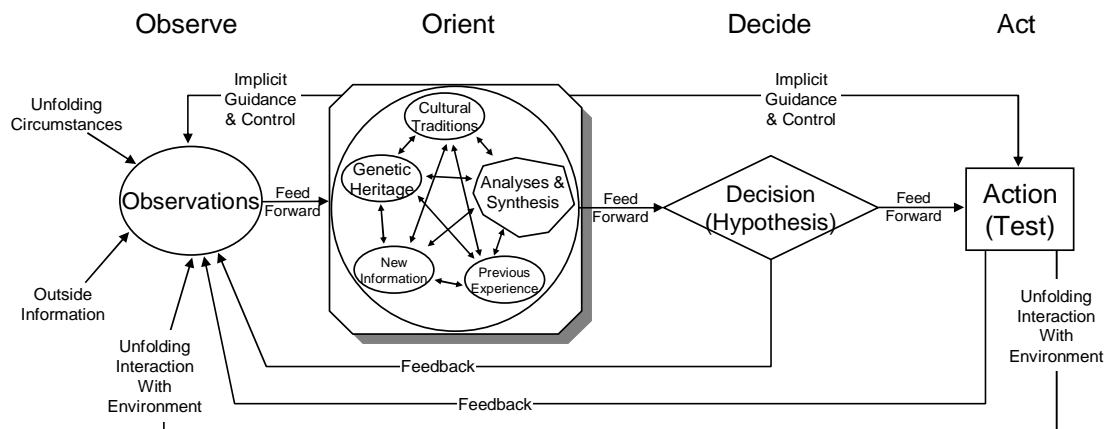 Observe
Orient
Decide
Act
Implicit
Guidance
& Control
Implicit
Guidance
& Control
Unfolding
Circumstances
Observations
Outside
Information
Feed
Forward
Cultural
Traditions
Genetic
Heritage
Analyses &
Synthesis
New
Information
Previous
Experience
Feed
Forward
Decision
(Hypothesis)
Feed
Forward
Action
(Test)
Unfolding
Interaction
With
Environment
Feedback
Feedback
Unfolding
Interaction
With
Environment